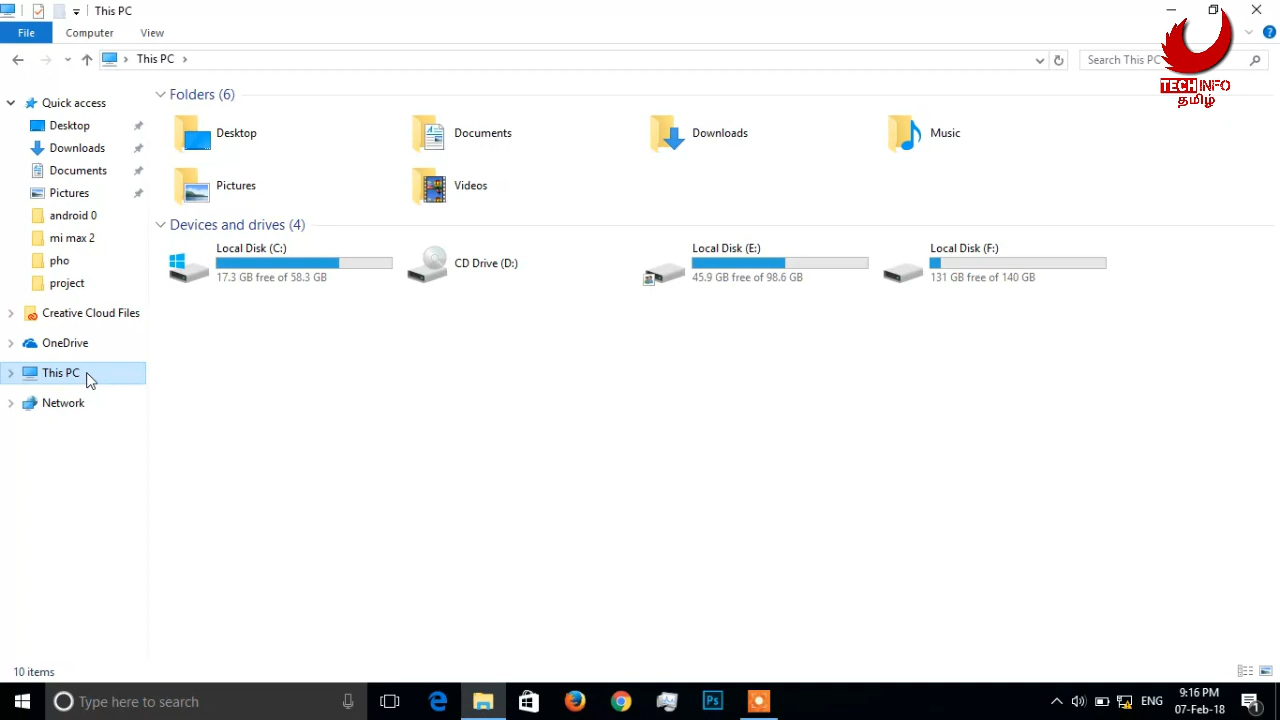 This PC
File
Computer
View
This PC
Search This PC
TECH INFO
தமிழ்
Quick access
Desktop
Downloads
Documents
Pictures
android 0
mi max 2
pho
project
Creative Cloud Files
OneDrive
This PC
Network
Folders (6)
Desktop
Documents
Downloads
Music
Pictures
Videos
Devices and drives (4)
Local Disk (C:)
17.3 GB free of 58.3 GB
CD Drive (D:)
Local Disk (E:)
45.9 GB free of 98.6 GB
Local Disk (F:)
131 GB free of 140 GB
10 items
Type here to search
Ps
ENG
9:16 PM
07-Feb-18
1